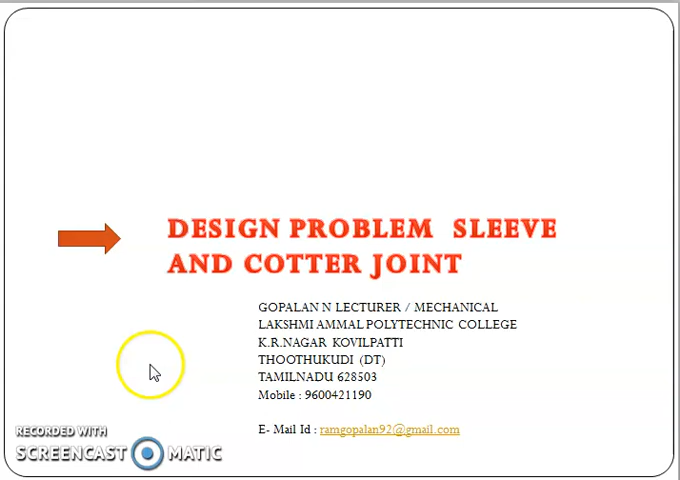 DESIGN PROBLEM SLEEVE
AND COTTER JOINT
GOPALAN N LECTURER / MECHANICAL
LAKSHMI AMMAL POLYTECHNIC COLLEGE
K.R.NAGAR KOVILPATTI
THOOTHUKUDI (DT)
TAMILNADU 628503
Mobile : 9600421190
E- Mail Id : ramgopalan92@gmail.com
RECORDED WITH
SCREENCAST MATIC